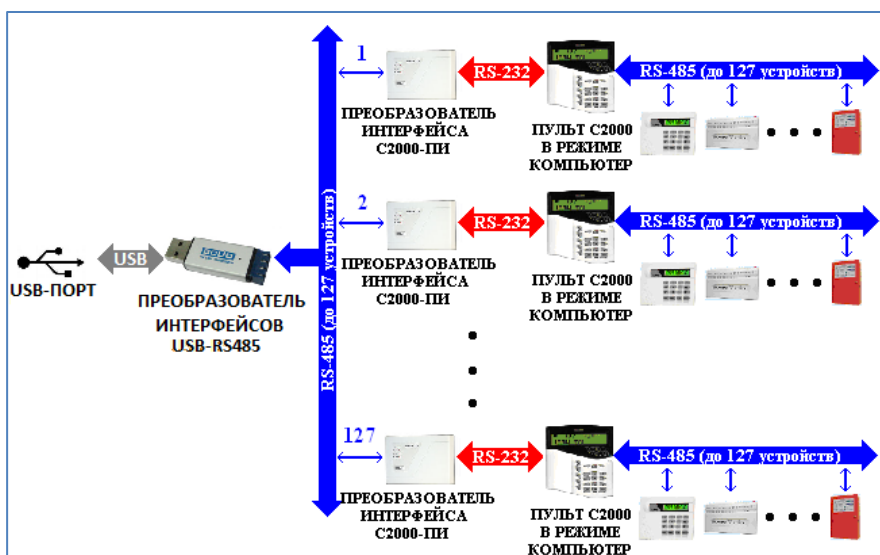 1
RS-232
RS-485 (до 127 устройств)
ПРЕОБРАЗОВАТЕЛЬ
ИНТЕРФЕЙСА
С2000-ПИ
ПУЛЬТ С2000
В РЕЖИМЕ
КОМПЬЮТЕР
2
RS-232
RS-485 (до 127 устройств)
ПРЕОБРАЗОВАТЕЛЬ
ИНТЕРФЕЙСА
С2000-ПИ
ПУЛЬТ С2000
В РЕЖИМЕ
КОМПЬЮТЕР
USB
USB-ПОРТ
ПРЕОБРАЗОВАТЕЛЬ
ИНТЕРФЕЙСОВ
USB-RS485
RS-485 (до 127 устройств)
127
RS-232
RS-485 (до 127 устройств)
ПРЕОБРАЗОВАТЕЛЬ
ИНТЕРФЕЙСА
С2000-ПИ
ПУЛЬТ С2000
В РЕЖИМЕ
КОМПЬЮТЕР